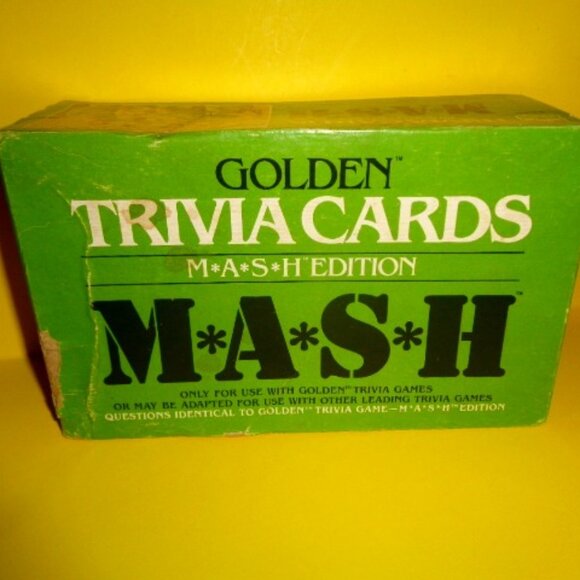 GOLDEN™
TRIVIA CARDS
M*A*S*H™ EDITION
M*A*S*H™
ONLY FOR USE WITH GOLDEN™ TRIVIA GAMES
OR MAY BE ADAPTED FOR USE WITH OTHER LEADING TRIVIA GAMES
QUESTIONS IDENTICAL TO GOLDEN™ TRIVIA GAME—M*A*S*H™ EDITION